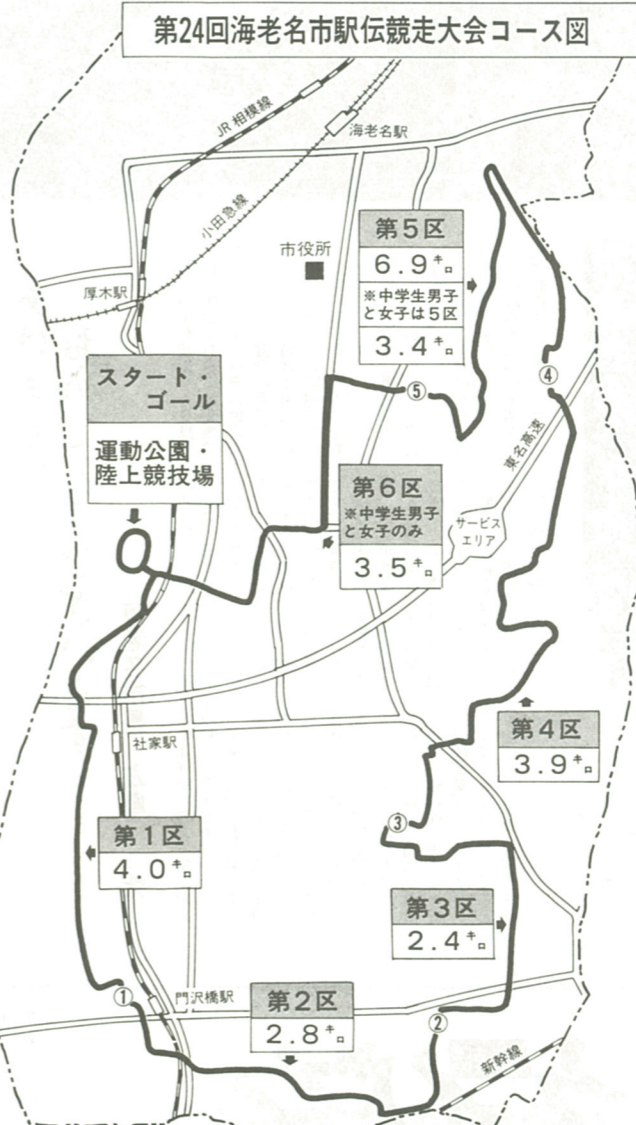 第24回海老名市駅伝競走大会コース図
JR相模線
海老名駅
小田急線
市役所
厚木駅
第5区
6.9キロ
※中学生男子
と女子は5区
3.4キロ
④
⑤
スタート・
ゴール
運動公園・
陸上競技場
東名高速
第6区
※中学生男子
と女子のみ
3.5キロ
サービス
エリア
社家駅
第4区
3.9キロ
③
第1区
4.0キロ
第3区
2.4キロ
①
門沢橋駅
第2区
2.8キロ
②
新幹線